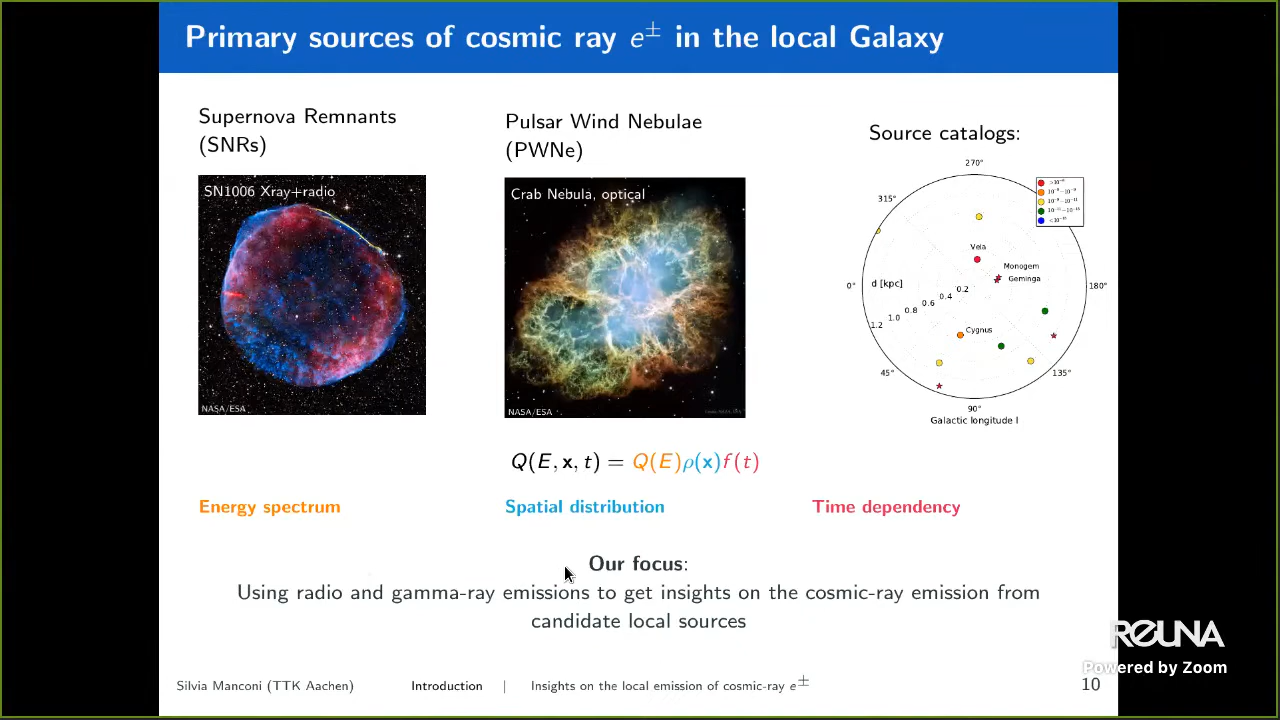 Primary sources of cosmic ray e± in the local Galaxy
Supernova Remnants
(SNRs)
SN1006 Xray+radio
NASA/ESA
Pulsar Wind Nebulae
(PWNe)
Crab Nebula, optical
NASA/ESA
Source catalogs:
270°
315°
Vela
Monogem
Geminga
0°
d [kpc]
180°
0.2
0.4
0.6
0.8
1.0
1.2
Cygnus
45°
135°
90°
Galactic longitude l
Q(E, x, t) = Q(E)ρ(x)f(t)
Energy spectrum
Spatial distribution
Time dependency
Our focus:
Using radio and gamma-ray emissions to get insights on the cosmic-ray emission from
candidate local sources
REUNA
Powered by Zoom
Silvia Manconi (TTK Aachen) Introduction | Insights on the local emission of cosmic-ray e± 10